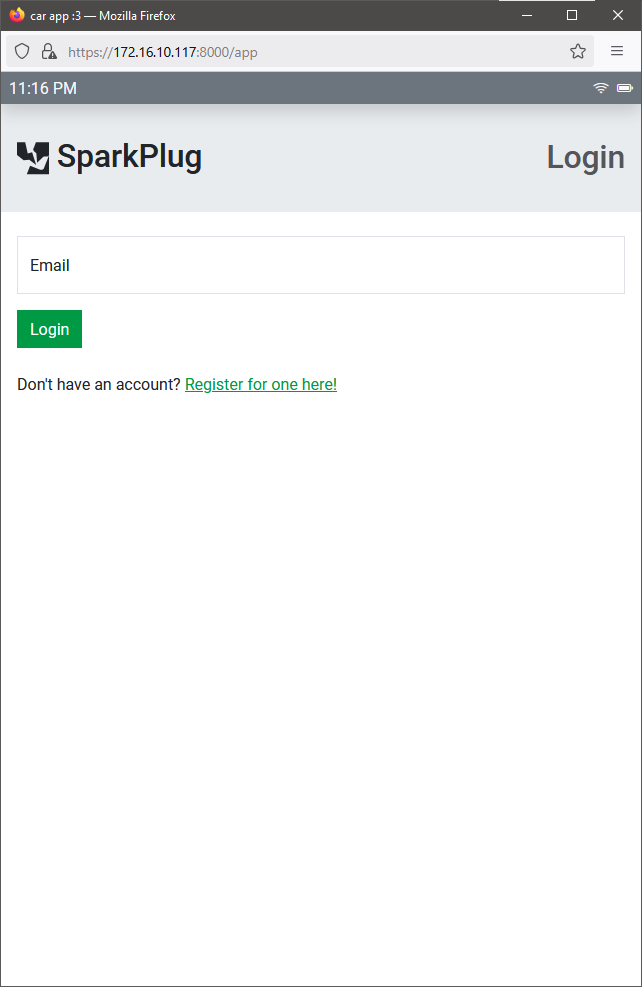 car app :3 — Mozilla Firefox
https://172.16.10.117:8000/app
11:16 PM
SparkPlug
Login
Email
Login
Don't have an account? Register for one here!